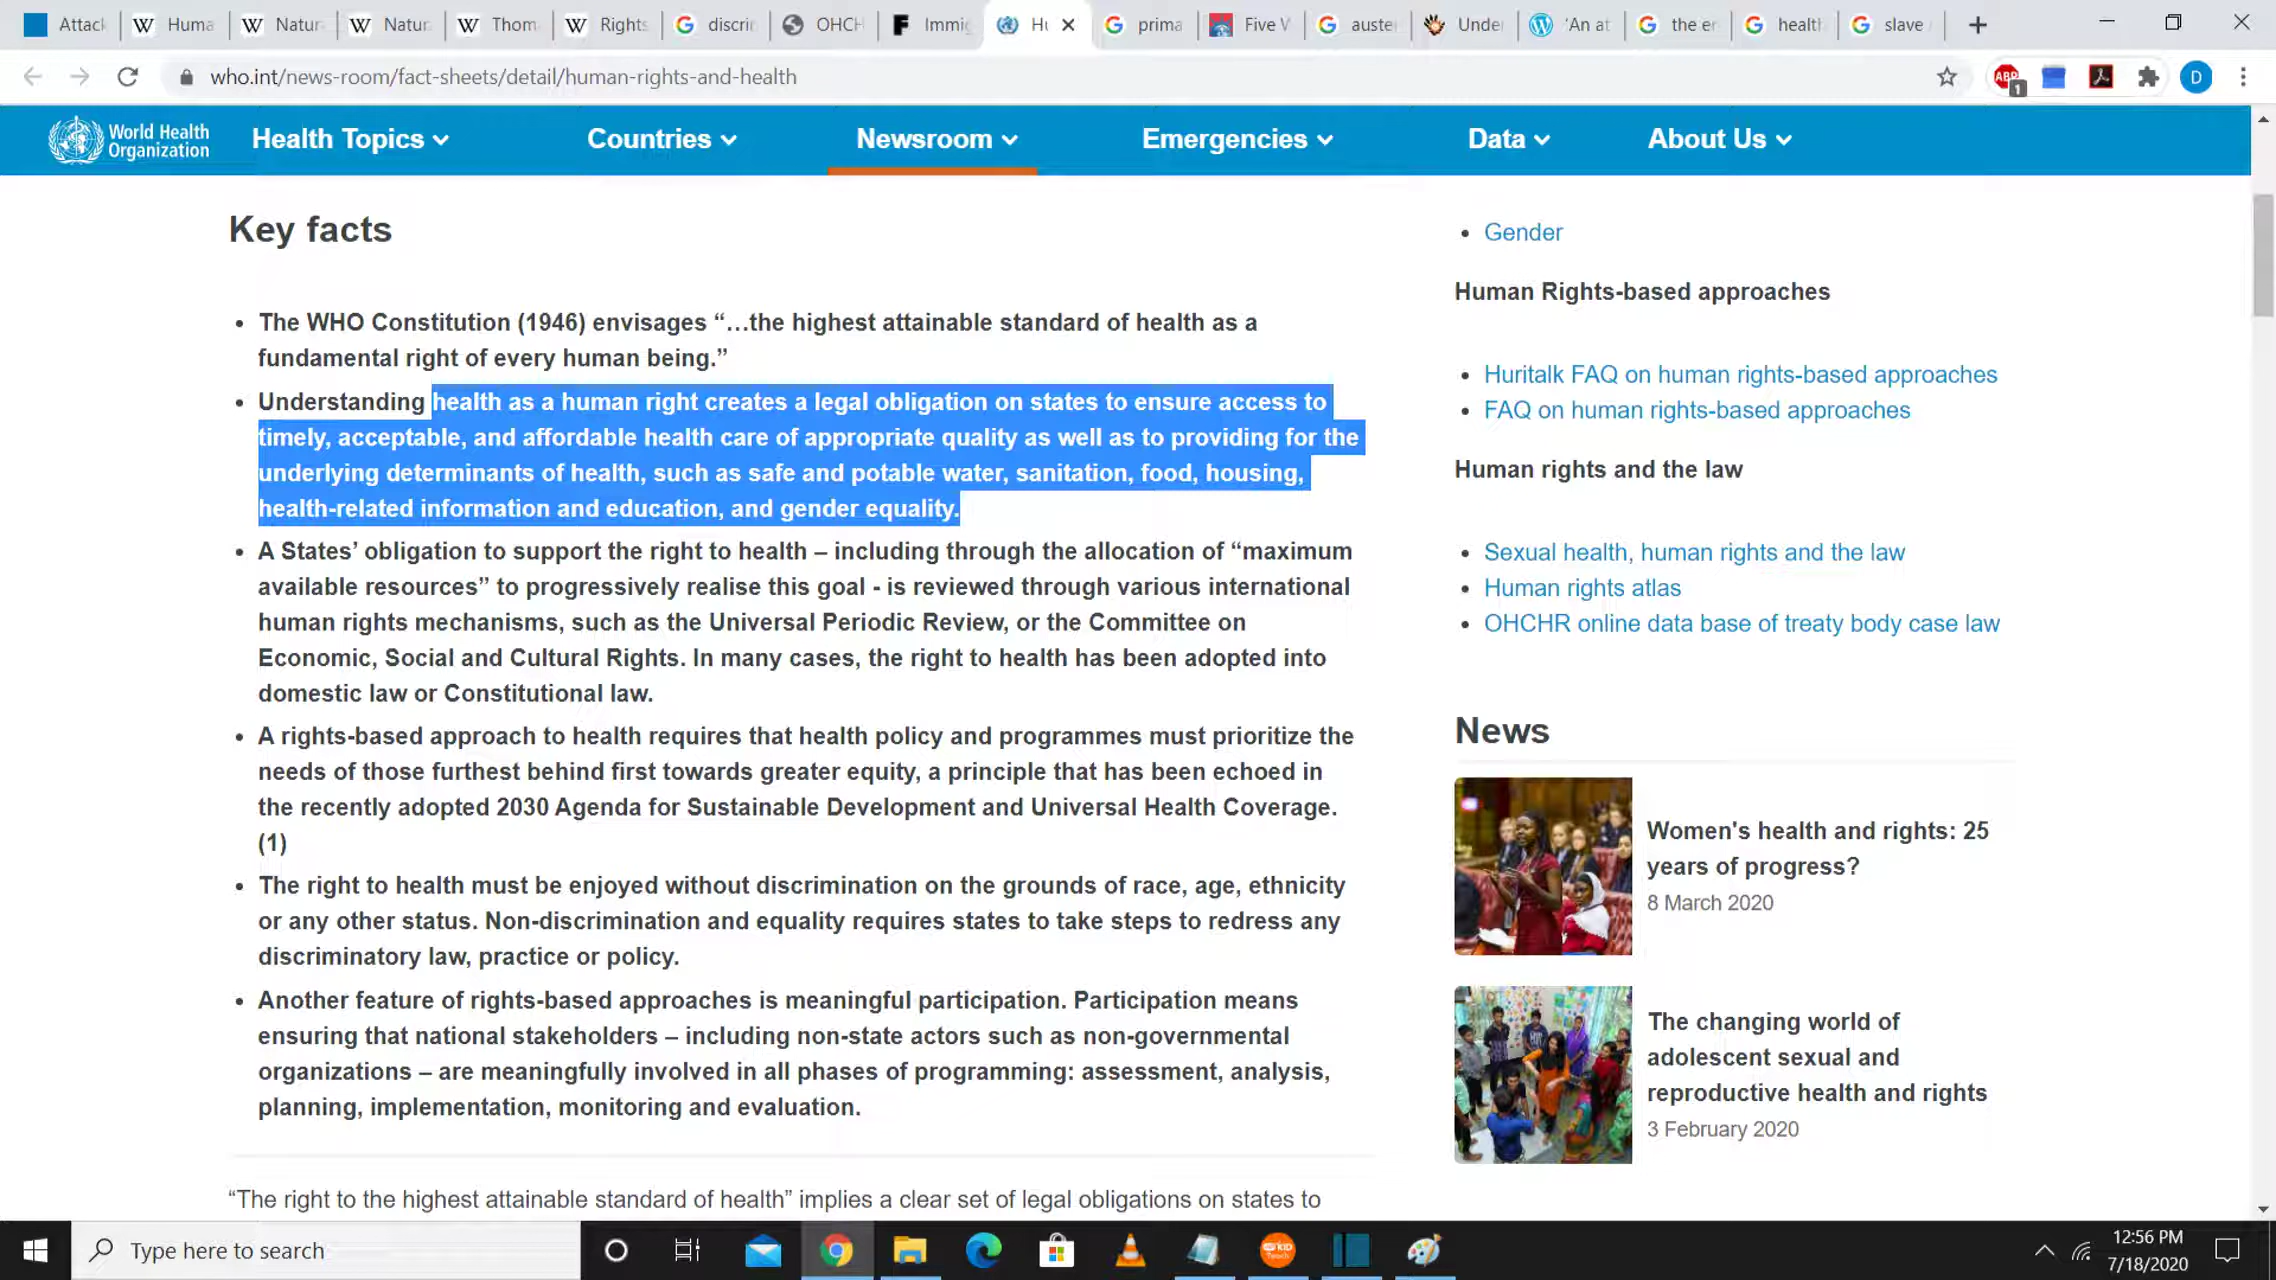 Attack
Huma
Natur
Natur
Thom
Rights
discrin
OHCH
Immig
Hu
prima
Five V
auste
Under
'An at
the er
health
slave
who.int/news-room/fact-sheets/detail/human-rights-and-health
ABP
1
D
World Health
Organization
Health Topics
Countries
Newsroom
Emergencies
Data
About Us
Key facts
• The WHO Constitution (1946) envisages “…the highest attainable standard of health as a
fundamental right of every human being.”
• Understanding health as a human right creates a legal obligation on states to ensure access to
timely, acceptable, and affordable health care of appropriate quality as well as to providing for the
underlying determinants of health, such as safe and potable water, sanitation, food, housing,
health-related information and education, and gender equality.
• A States’ obligation to support the right to health – including through the allocation of “maximum
available resources” to progressively realise this goal - is reviewed through various international
human rights mechanisms, such as the Universal Periodic Review, or the Committee on
Economic, Social and Cultural Rights. In many cases, the right to health has been adopted into
domestic law or Constitutional law.
• A rights-based approach to health requires that health policy and programmes must prioritize the
needs of those furthest behind first towards greater equity, a principle that has been echoed in
the recently adopted 2030 Agenda for Sustainable Development and Universal Health Coverage.
(1)
• The right to health must be enjoyed without discrimination on the grounds of race, age, ethnicity
or any other status. Non-discrimination and equality requires states to take steps to redress any
discriminatory law, practice or policy.
• Another feature of rights-based approaches is meaningful participation. Participation means
ensuring that national stakeholders – including non-state actors such as non-governmental
organizations – are meaningfully involved in all phases of programming: assessment, analysis,
planning, implementation, monitoring and evaluation.
“The right to the highest attainable standard of health” implies a clear set of legal obligations on states to
• Gender
Human Rights-based approaches
• Huritalk FAQ on human rights-based approaches
• FAQ on human rights-based approaches
Human rights and the law
• Sexual health, human rights and the law
• Human rights atlas
• OHCHR online data base of treaty body case law
News
Women's health and rights: 25
years of progress?
8 March 2020
The changing world of
adolescent sexual and
reproductive health and rights
3 February 2020
Type here to search
12:56 PM
7/18/2020